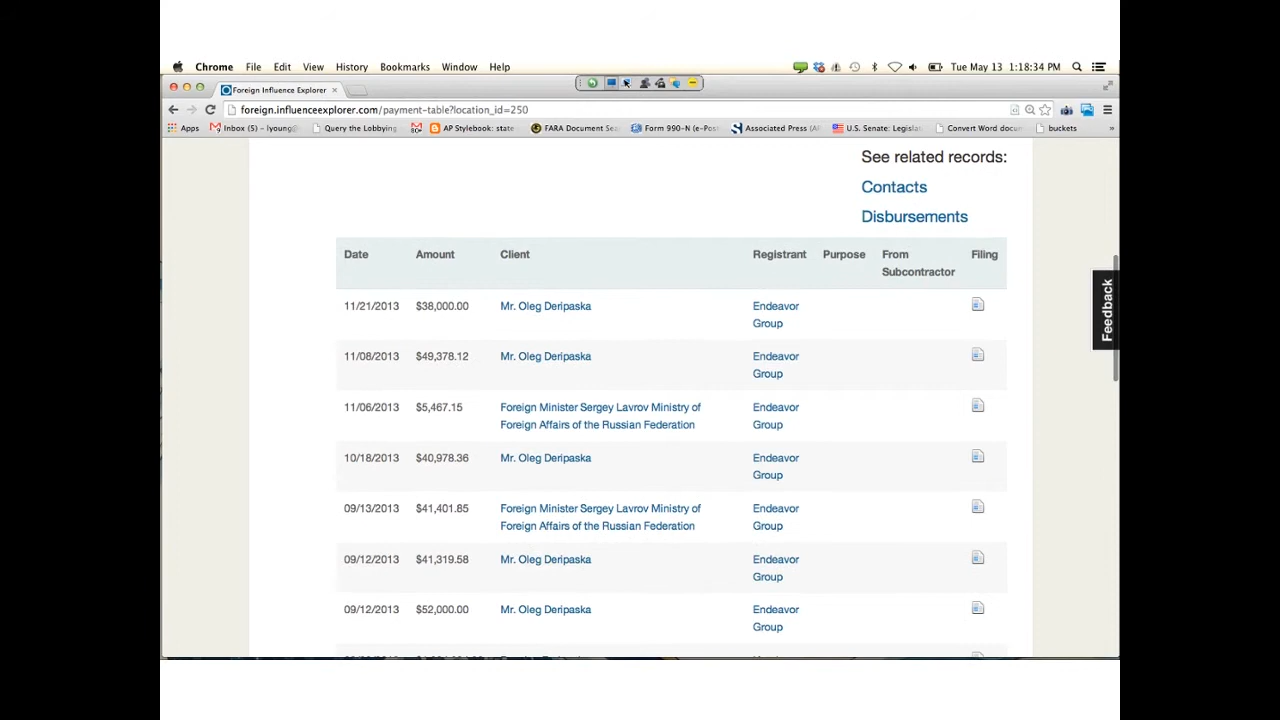 Chrome File Edit View History Bookmarks Window Help Tue May 13 1:18:34 PM
Foreign Influence Explorer
foreign.influenceexplorer.com/payment-table?location_id=250
Apps Inbox (5) – lyoung@ Query the Lobbying AP Stylebook: state FARA Document Sea Form 990-N (e-Pos Associated Press (A U.S. Senate: Legisla Convert Word docu buckets
See related records:
Contacts
Disbursements
Date Amount Client Registrant Purpose From Filing
Subcontractor
11/21/2013 $38,000.00 Mr. Oleg Deripaska Endeavor
Group
11/08/2013 $49,378.12 Mr. Oleg Deripaska Endeavor
Group
11/06/2013 $5,467.15 Foreign Minister Sergey Lavrov Ministry of Endeavor
Foreign Affairs of the Russian Federation Group
10/18/2013 $40,978.36 Mr. Oleg Deripaska Endeavor
Group
09/13/2013 $41,401.85 Foreign Minister Sergey Lavrov Ministry of Endeavor
Foreign Affairs of the Russian Federation Group
09/12/2013 $41,319.58 Mr. Oleg Deripaska Endeavor
Group
09/12/2013 $52,000.00 Mr. Oleg Deripaska Endeavor
Group
Feedback